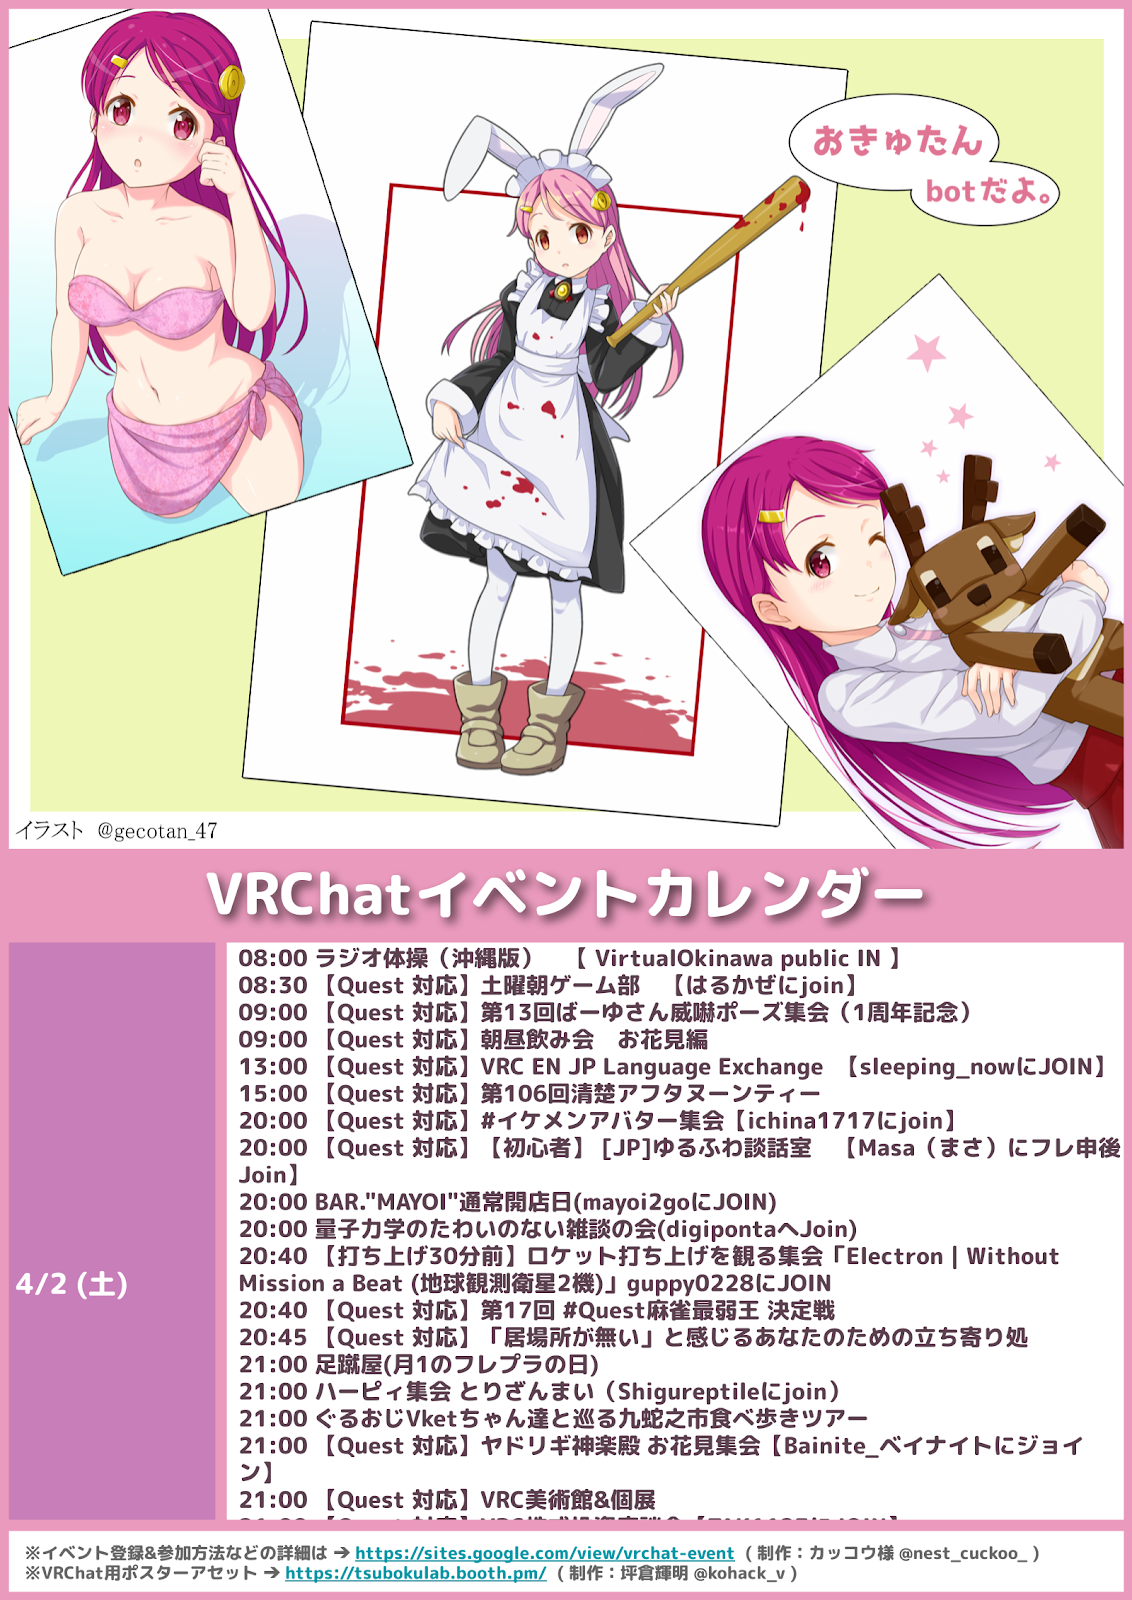 おきゅたん
botだよ。
イラスト @gecotan_47
VRChatイベントカレンダー
4/2 (土)
08:00 ラジオ体操（沖縄版） 【 VirtualOkinawa public IN 】
08:30 【Quest 対応】土曜朝ゲーム部 【はるかぜにjoin】
09:00 【Quest 対応】第13回ばーゆさん威嚇ポーズ集会（1周年記念）
09:00 【Quest 対応】朝昼飲み会 お花見編
13:00 【Quest 対応】VRC EN JP Language Exchange 【sleeping_nowにJOIN】
15:00 【Quest 対応】第106回清楚アフタヌーンティー
20:00 【Quest 対応】#イケメンアバター集会【ichina1717にjoin】
20:00 【Quest 対応】【初心者】 [JP]ゆるふわ談話室 【Masa（まさ）にフレ申後
Join】
20:00 BAR."MAYOI"通常開店日(mayoi2goにJOIN)
20:00 量子力学のたわいのない雑談の会(digipontaへJoin)
20:40 【打ち上げ30分前】ロケット打ち上げを観る集会「Electron | Without
Mission a Beat (地球観測衛星2機)」guppy0228にJOIN
20:40 【Quest 対応】第17回 #Quest麻雀最弱王 決定戦
20:45 【Quest 対応】「居場所が無い」と感じるあなたのための立ち寄り処
21:00 足蹴屋(月1のフレプラの日)
21:00 ハーピィ集会 とりざんまい（Shigureptileにjoin）
21:00 ぐるおじVketちゃん達と巡る九蛇之市食べ歩きツアー
21:00 【Quest 対応】ヤドリギ神楽殿 お花見集会【Bainite_ベイナイトにジョイ
ン】
21:00 【Quest 対応】VRC美術館&個展
※イベント登録&参加方法などの詳細は ➔ https://sites.google.com/view/vrchat-event ( 制作：カッコウ様 @nest_cuckoo_ )
※VRChat用ポスターアセット ➔ https://tsubokulab.booth.pm/ ( 制作：坪倉輝明 @kohack_v )